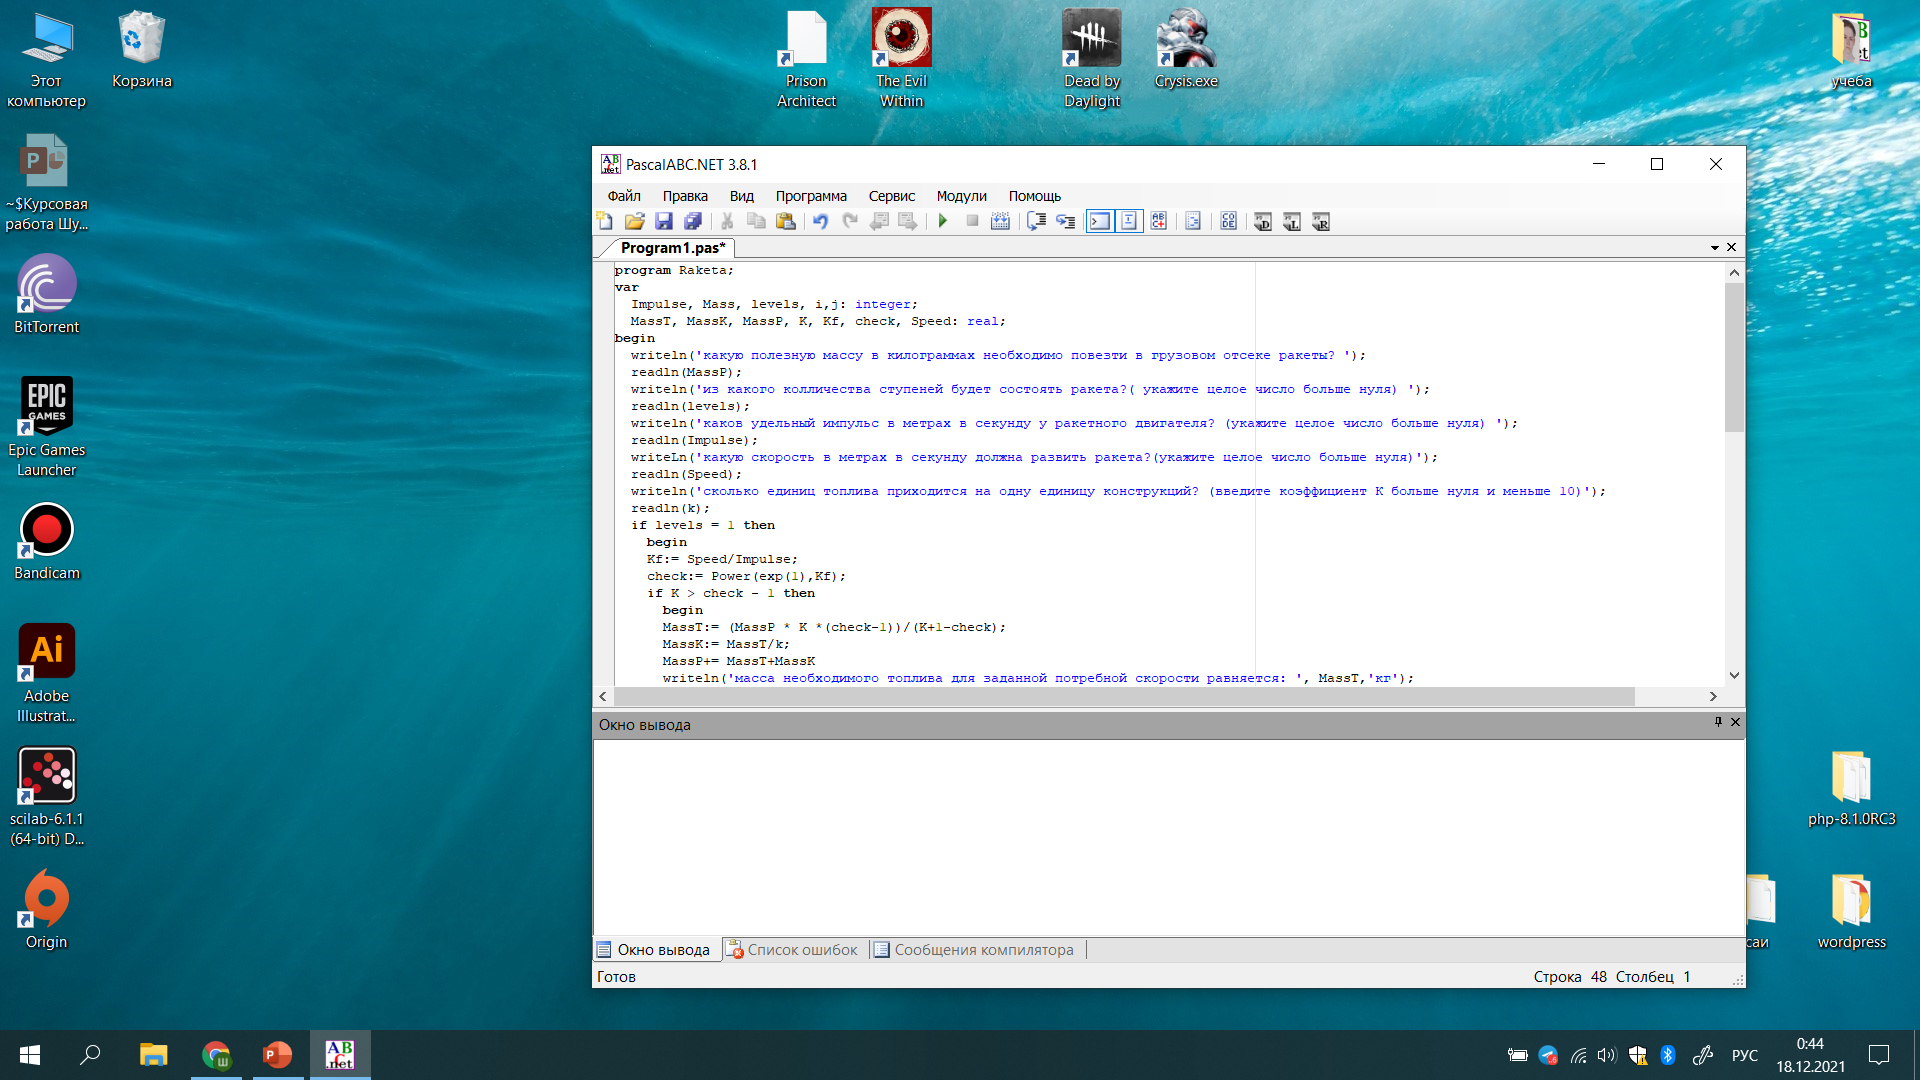 Этот
компьютер
Корзина
Prison
Architect
The Evil
Within
Dead by
Daylight
Crysis.exe
учеба
~$Курсовая
работа Шу...
BitTorrent
EPIC
GAMES
Epic Games
Launcher
Bandicam
Ai
Adobe
Illustrat...
scilab-6.1.1
(64-bit) D...
Origin
PascalABC.NET 3.8.1
Файл Правка Вид Программа Сервис Модули Помощь
Program1.pas*
program Raketa;
var
Impulse, Mass, levels, i,j: integer;
MassT, MassK, MassP, K, Kf, check, Speed: real;
begin
writeln('какую полезную массу в килограммах необходимо повезти в грузовом отсеке ракеты? ');
readln(MassP);
writeln('из какого колличества ступеней будет состоять ракета?( укажите целое число больше нуля) ');
readln(levels);
writeln('каков удельный импульс в метрах в секунду у ракетного двигателя? (укажите целое число больше нуля) ');
readln(Impulse);
writeLn('какую скорость в метрах в секунду должна развить ракета?(укажите целое число больше нуля)');
readln(Speed);
writeln('сколько единиц топлива приходится на одну единицу конструкций? (введите коэффициент К больше нуля и меньше 10)');
readln(k);
if levels = 1 then
begin
Kf:= Speed/Impulse;
check:= Power(exp(1),Kf);
if K > check - 1 then
begin
MassT:= (MassP * K *(check-1))/(K+1-check);
MassK:= MassT/k;
MassP+= MassT+MassK
writeln('масса необходимого топлива для заданной потребной скорости равняется: ', MassT,'кг');
Окно вывода
Окно вывода Список ошибок Сообщения компилятора
Готов
Строка 48 Столбец 1
php-8.1.0RC3
саи
wordpress
РУС
0:44
18.12.2021